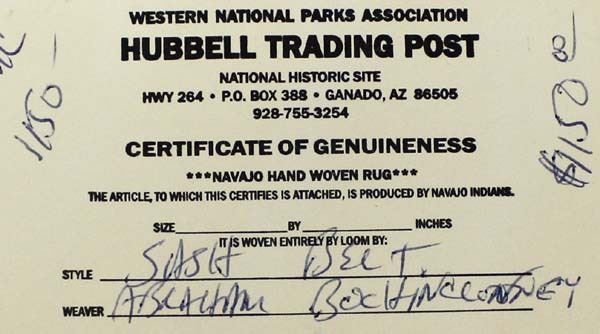 WESTERN NATIONAL PARKS ASSOCIATION
HUBBELL TRADING POST
NATIONAL HISTORIC SITE
HWY 264 • P.O. BOX 388 • GANADO, AZ 86505
928-755-3254
CERTIFICATE OF GENUINENESS
***NAVAJO HAND WOVEN RUG***
THE ARTICLE, TO WHICH THIS CERTIFIES IS ATTACHED, IS PRODUCED BY NAVAJO INDIANS.
SIZE BY INCHES
IT IS WOVEN ENTIRELY BY LOOM BY:
STYLE SASH BELT
WEAVER ABRAHAM